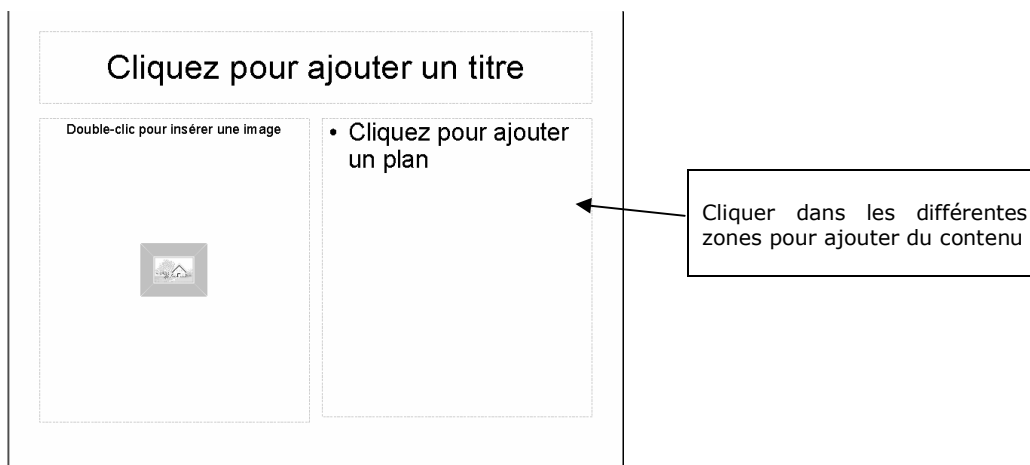 Cliquez pour ajouter un titre
Double-clic pour insérer une image
• Cliquez pour ajouter
un plan
Cliquer dans les différentes
zones pour ajouter du contenu